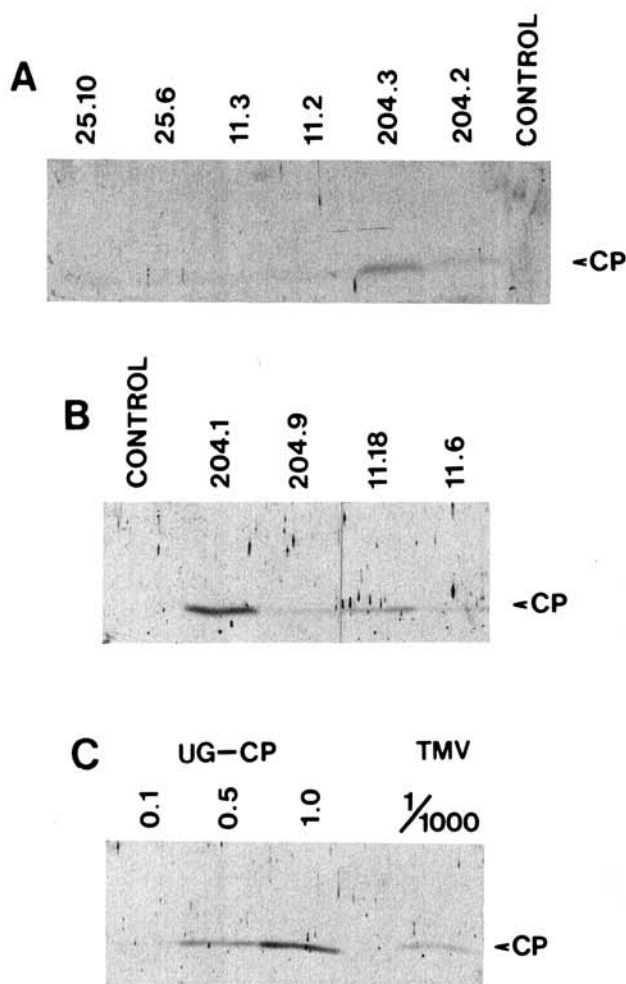 A
25.10 25.6 11.3 11.2 204.3 204.2 CONTROL
CP
B
CONTROL 204.1 204.9 11.18 11.6
CP
C
UG-CP TMV
0.1 0.5 1.0 1/1000
CP